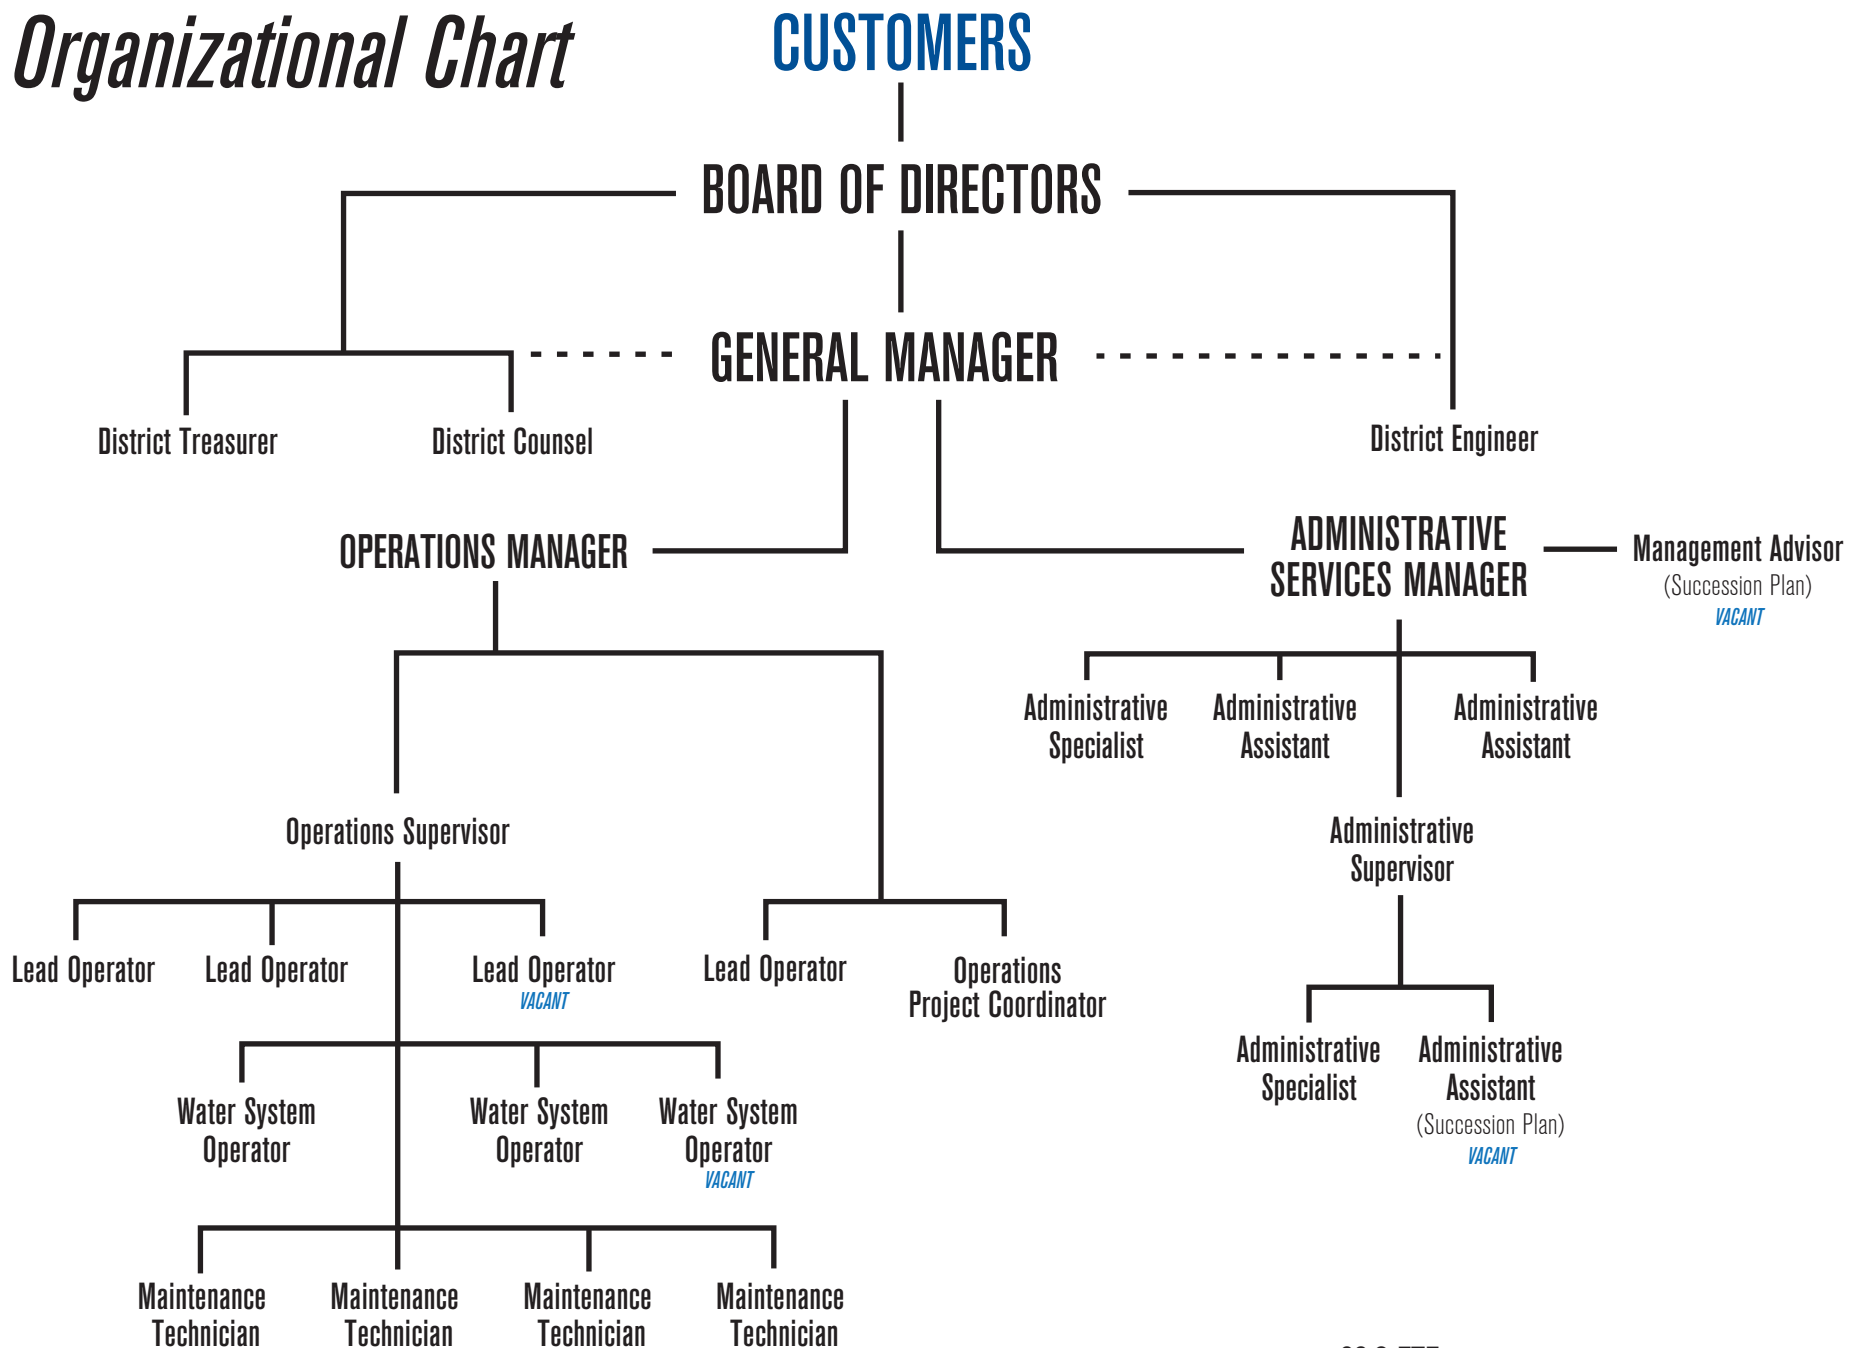 Organizational Chart
CUSTOMERS
BOARD OF DIRECTORS
GENERAL MANAGER
District Treasurer
District Counsel
District Engineer
OPERATIONS MANAGER
ADMINISTRATIVE
SERVICES MANAGER
Management Advisor
(Succession Plan)
VACANT
Administrative
Specialist
Administrative
Assistant
Administrative
Assistant
Operations Supervisor
Administrative
Supervisor
Lead Operator
Lead Operator
Lead Operator
VACANT
Lead Operator
Operations
Project Coordinator
Administrative
Specialist
Administrative
Assistant
(Succession Plan)
VACANT
Water System
Operator
Water System
Operator
Water System
Operator
VACANT
Maintenance
Technician
Maintenance
Technician
Maintenance
Technician
Maintenance
Technician